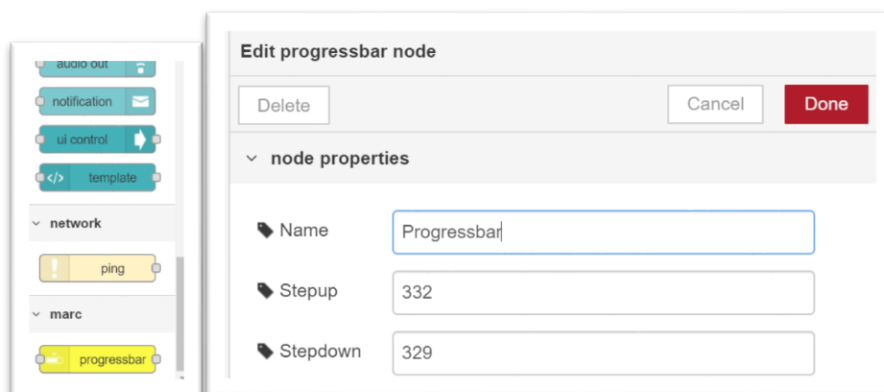 audio out
notification
ui control
</> template
network
ping
marc
progressbar
Edit progressbar node
Delete
Cancel
Done
node properties
Name
Progressbar
Stepup
332
Stepdown
329